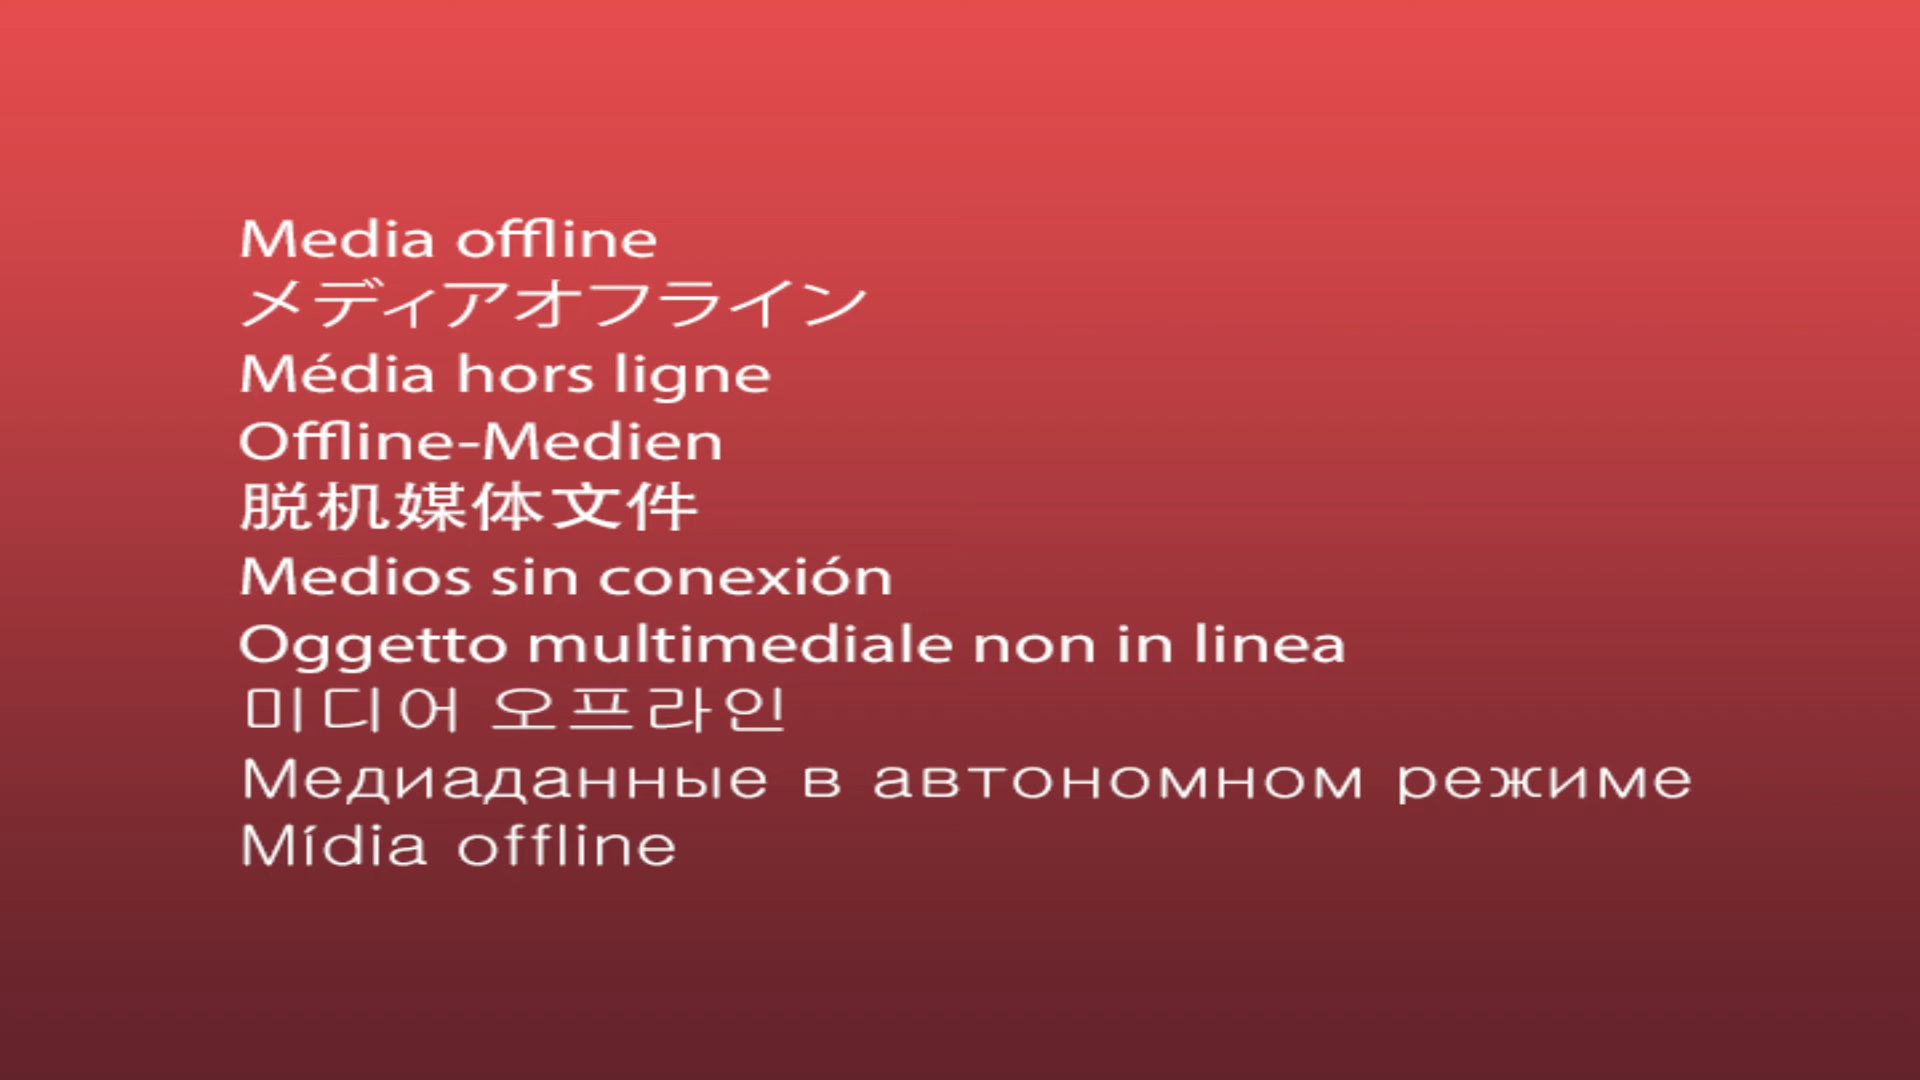 Media offline
メディアオフライン
Média hors ligne
Offline-Medien
脱机媒体文件
Medios sin conexión
Oggetto multimediale non in linea
미디어 오프라인
Медиаданные в автономном режиме
Mídia offline